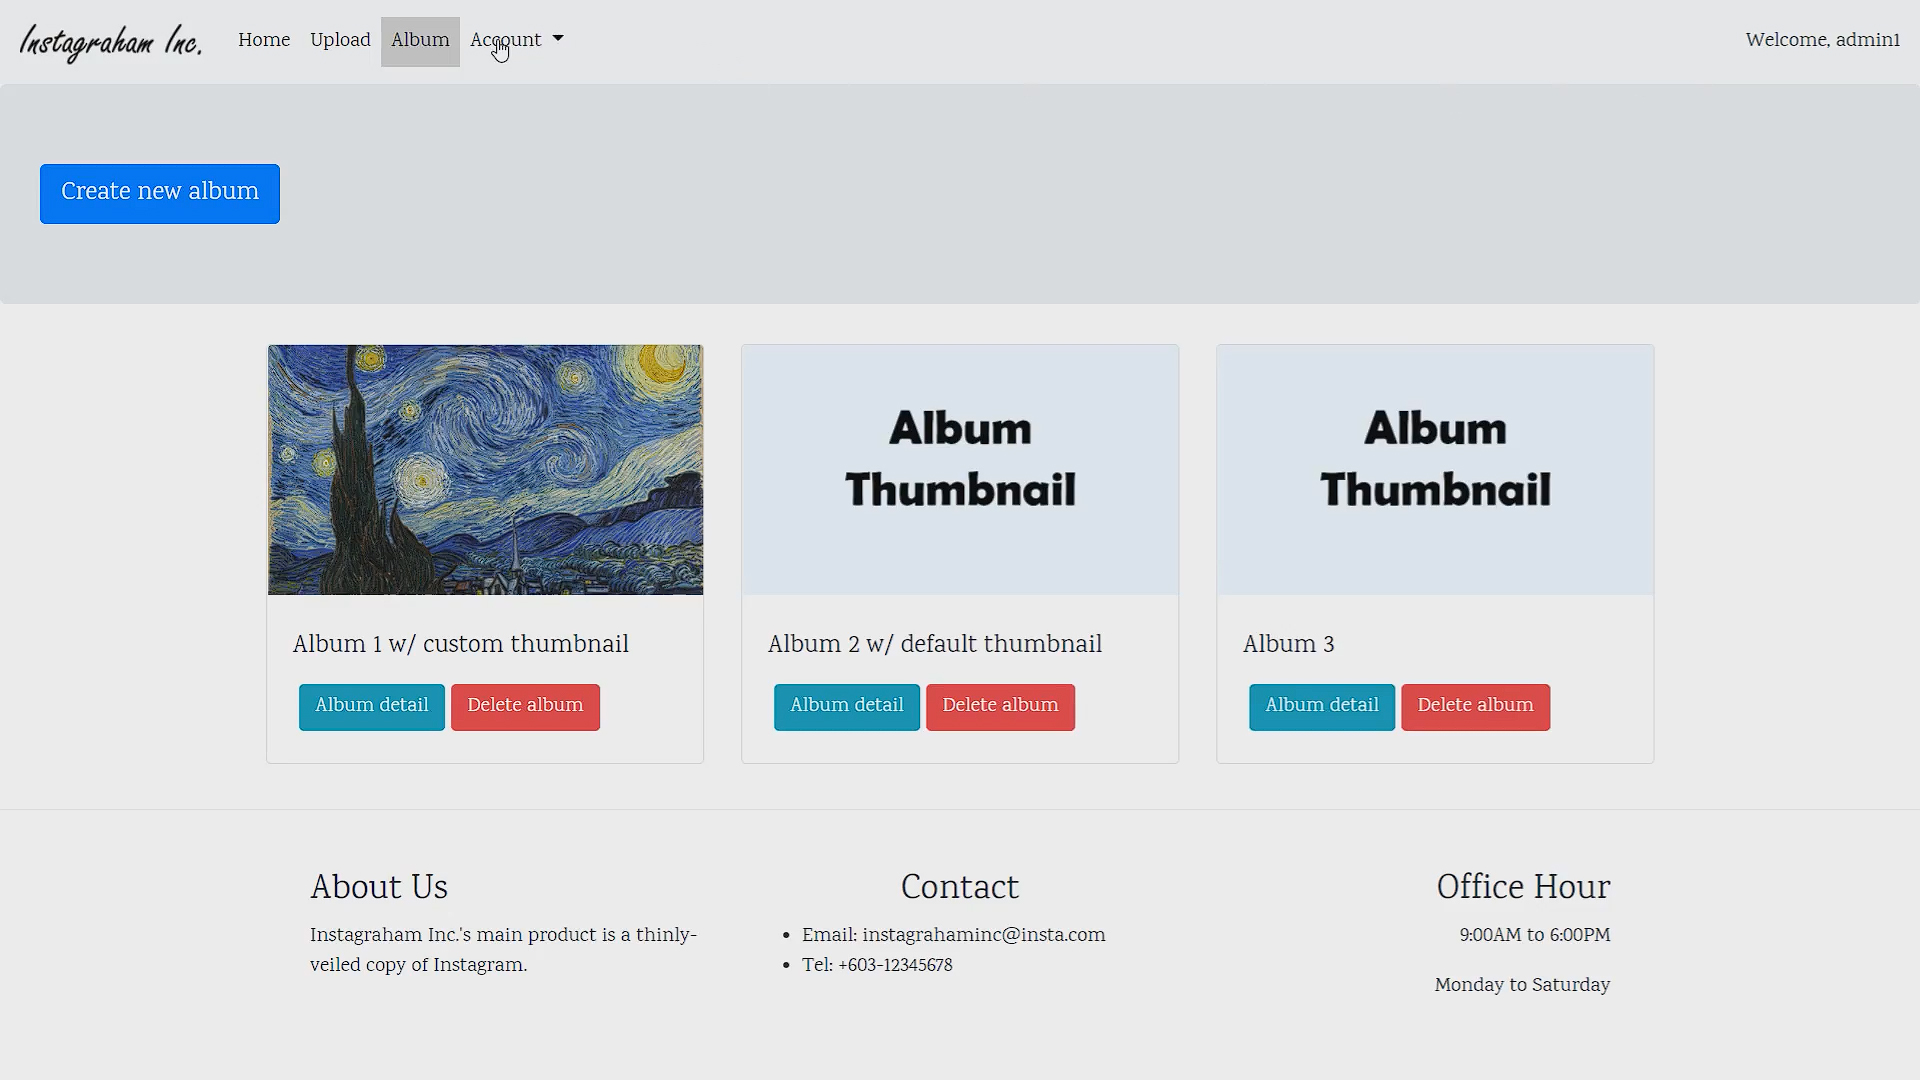 Instagraham Inc.
Home
Upload
Album
Account
Welcome, admin1
Create new album
Album
Thumbnail
Album
Thumbnail
Album 1 w/ custom thumbnail
Album detail
Delete album
Album 2 w/ default thumbnail
Album detail
Delete album
Album 3
Album detail
Delete album
About Us
Instagraham Inc.'s main product is a thinly-
veiled copy of Instagram.
Contact
• Email: instagrahaminc@insta.com
• Tel: +603-12345678
Office Hour
9:00AM to 6:00PM
Monday to Saturday